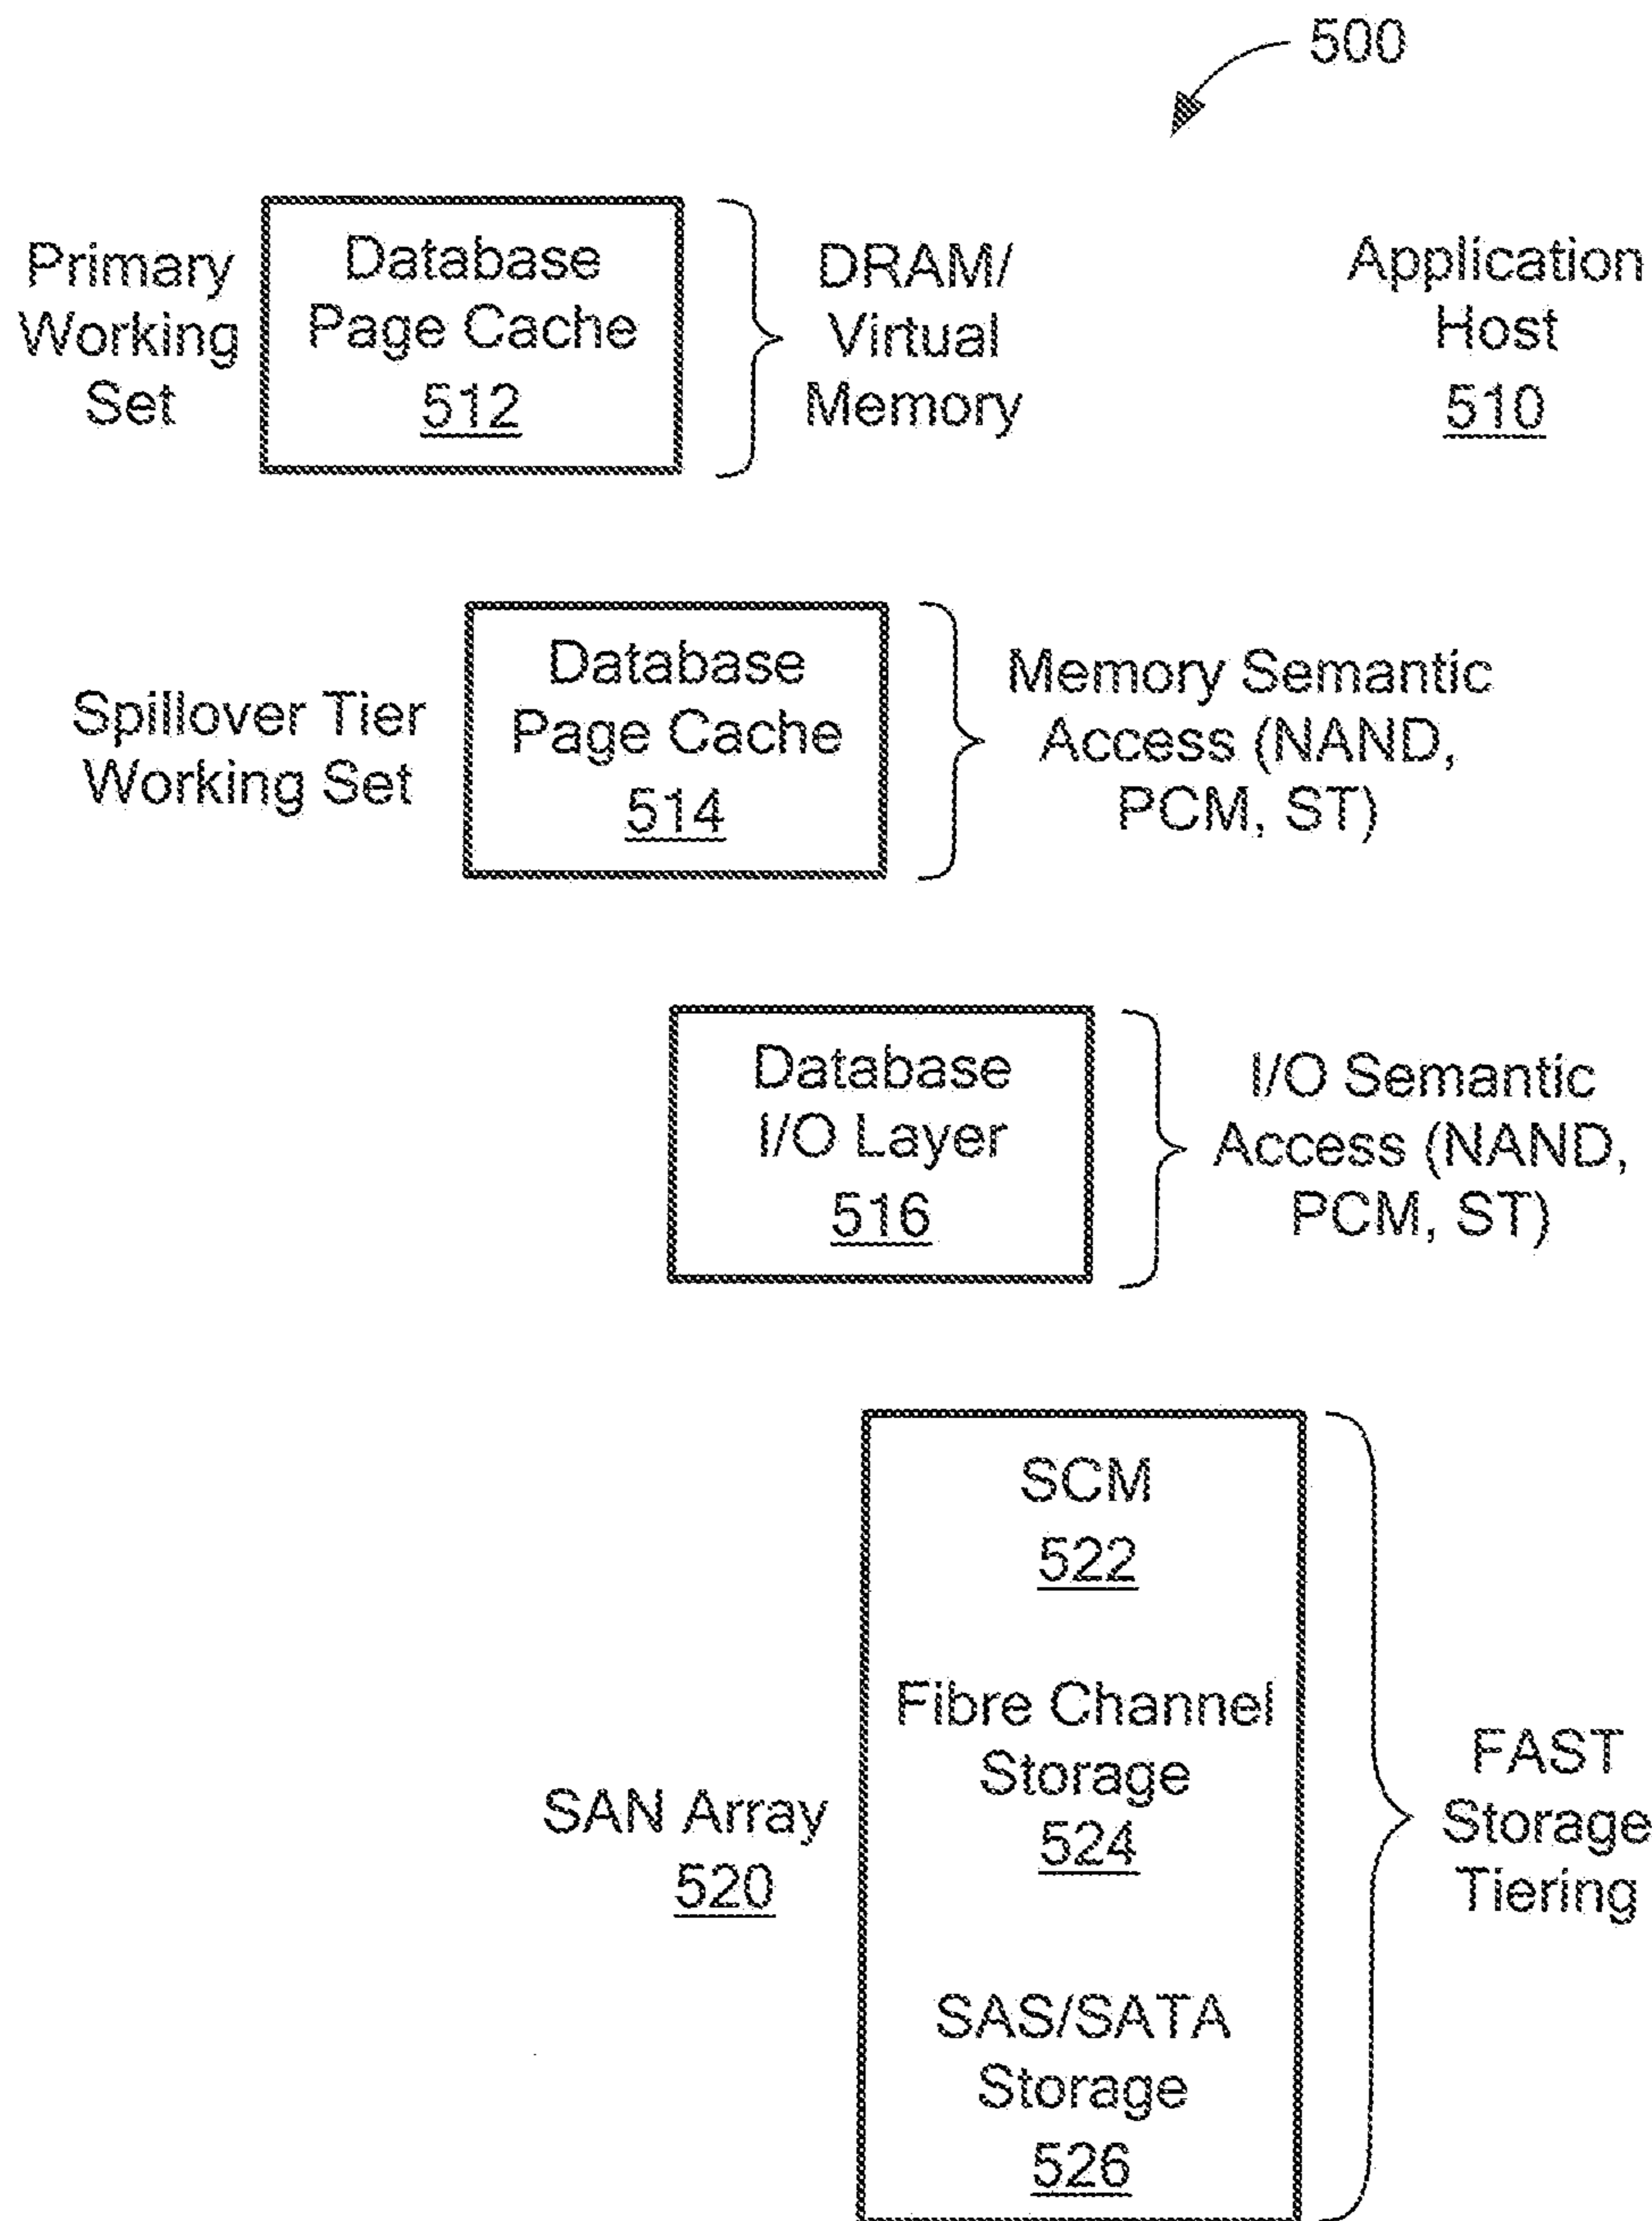 500
Primary
Working
Set
Database
Page Cache
512
DRAM/
Virtual
Memory
Application
Host
510
Spillover Tier
Working Set
Database
Page Cache
514
Memory Semantic
Access (NAND,
PCM, ST)
Database
I/O Layer
516
I/O Semantic
Access (NAND,
PCM, ST)
SAN Array
520
SCM
522
Fibre Channel
Storage
524
SAS/SATA
Storage
526
FAST
Storage
Tiering